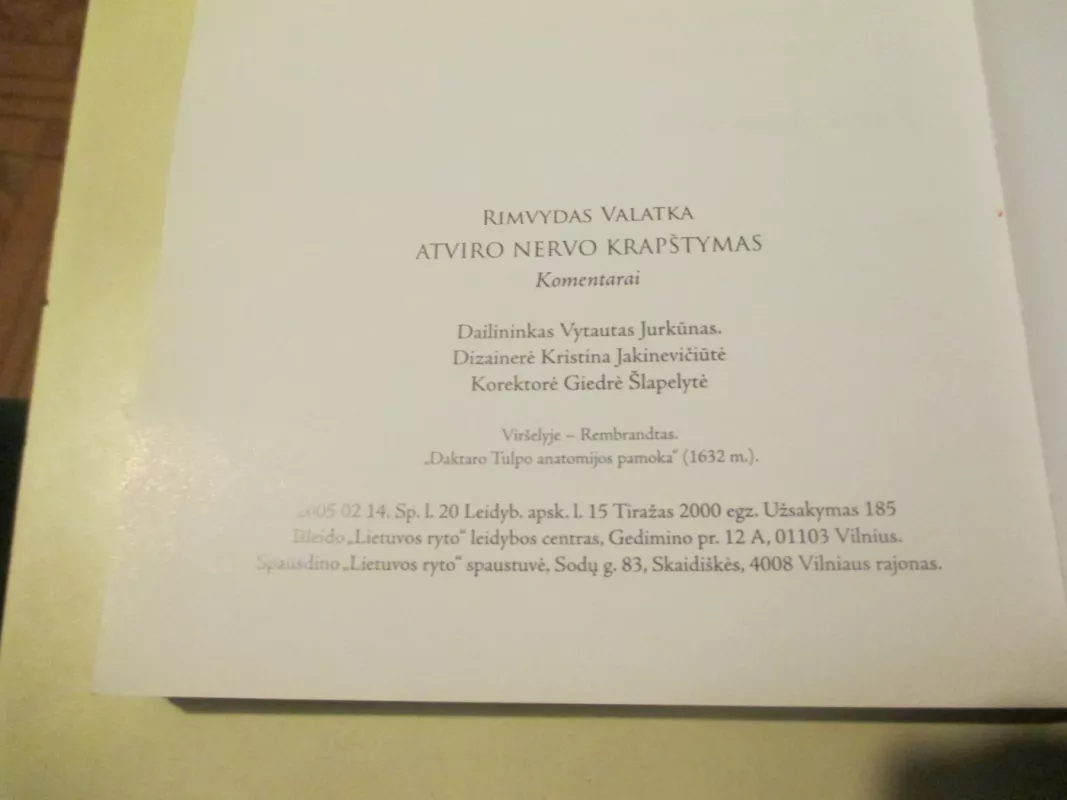 RIMVYDAS VALATKA
ATVIRO NERVO KRAPŠTYMAS
Komentarai
Dailininkas Vytautas Jurkūnas.
Dizainerė Kristina Jakinevičiūtė
Korektorė Giedrė Šlapelytė
Viršelyje – Rembrandtas.
„Daktaro Tulpo anatomijos pamoka“ (1632 m.).
2005 02 14. Sp. l. 20 Leidyb. apsk. l. 15 Tiražas 2000 egz. Užsakymas 185
Išleido „Lietuvos ryto“ leidybos centras, Gedimino pr. 12 A, 01103 Vilnius.
Spausdino „Lietuvos ryto“ spaustuvė, Sodų g. 83, Skaidiškės, 4008 Vilniaus rajonas.